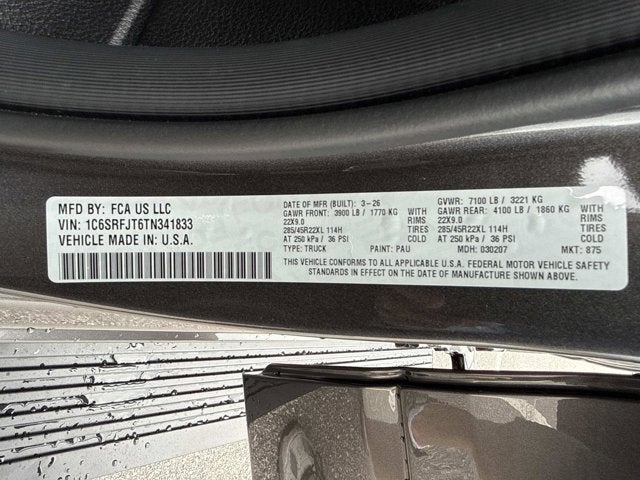 MFD BY: FCA US LLC
VIN: 1C6SRFJT6TN341833
VEHICLE MADE IN U.S.A.
DATE OF MFR (BUILT): 3-26
GAWR FRONT: 3900 LB / 1770 KG WITH
22X9.0 RIMS
285/45R22XL 114H TIRES
AT 250 kPa / 36 PSI
TYPE: TRUCK PAINT: PAU
GVWR: 7100 LB / 3221 KG
GAWR REAR: 4100 LB / 1860 KG WITH
22X9.0 RIMS
285/45R22XL 114H TIRES
AT 250 kPa / 36 PSI
MDH: 030207 MKT: 875
THIS VEHICLE CONFORMS TO ALL APPLICABLE U.S.A. FEDERAL MOTOR VEHICLE SAFETY
STANDARDS IN EFFECT ON THE DATE OF MANUFACTURE SHOWN ABOVE.